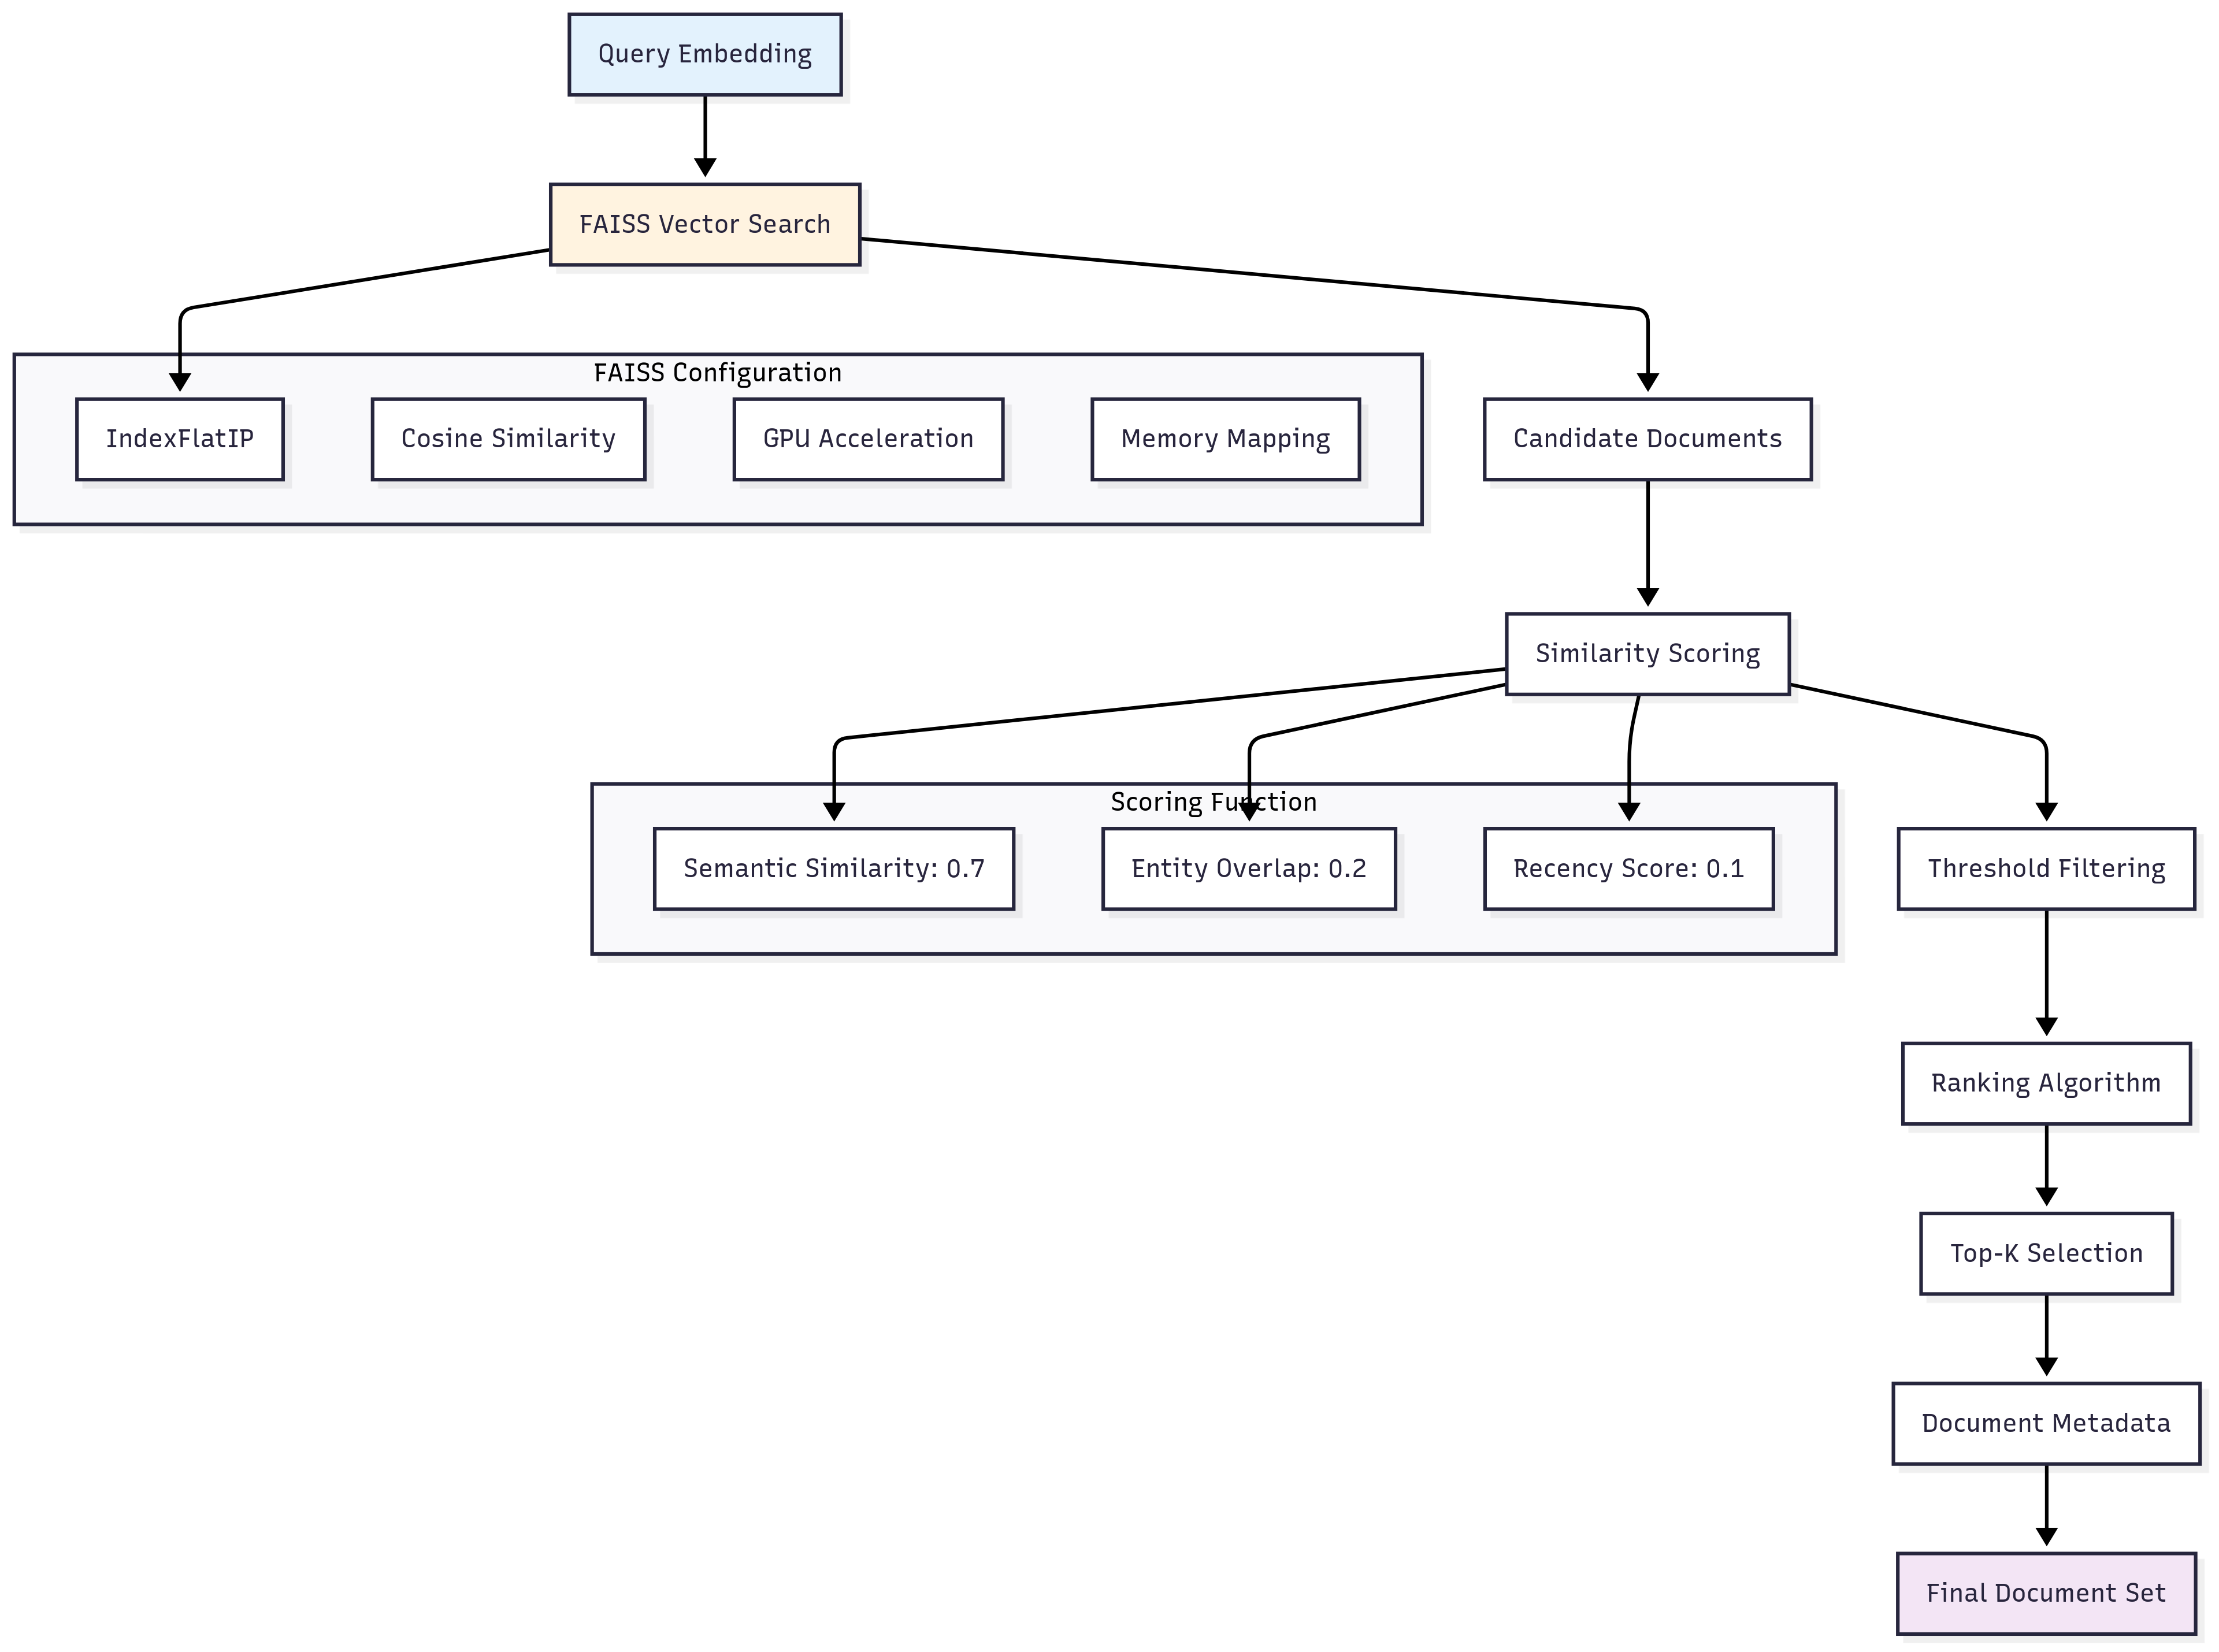 Query Embedding
FAISS Vector Search
FAISS Configuration
IndexFlatIP
Cosine Similarity
GPU Acceleration
Memory Mapping
Candidate Documents
Similarity Scoring
Scoring Function
Semantic Similarity: 0.7
Entity Overlap: 0.2
Recency Score: 0.1
Threshold Filtering
Ranking Algorithm
Top-K Selection
Document Metadata
Final Document Set